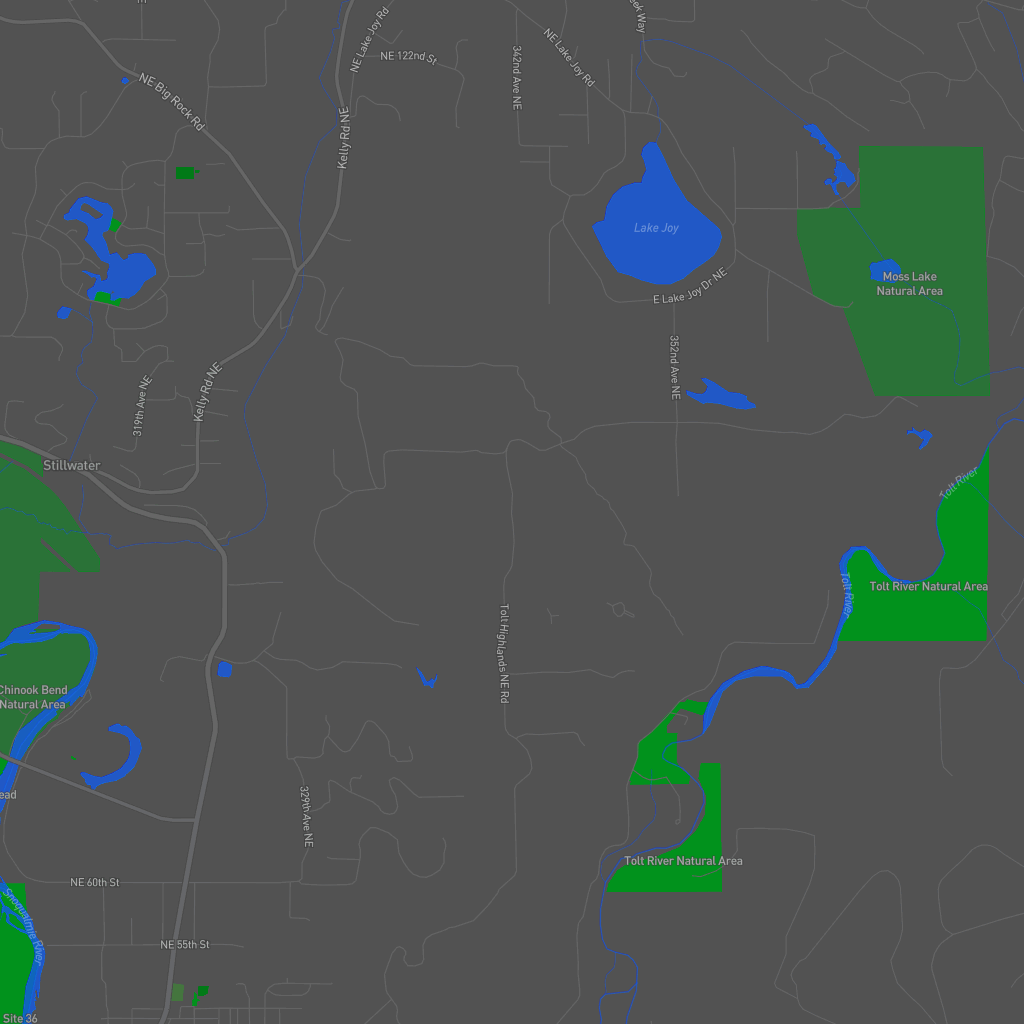 NE Lake Joy Rd
NE 122nd St
342nd Ave NE
NE Lake Joy Rd
Way
NE Big Rock Rd
Kelly Rd NE
Lake Joy
Moss Lake
Natural Area
E Lake Joy Dr NE
352nd Ave NE
319th Ave NE
Kelly Rd NE
Stillwater
Tolt River
Tolt River
Tolt River Natural Area
Tolt Highlands NE Rd
Chinook Bend
Natural Area
ead
329th Ave NE
Tolt River Natural Area
NE 60th St
Snoqualmie River
NE 55th St
Site 36